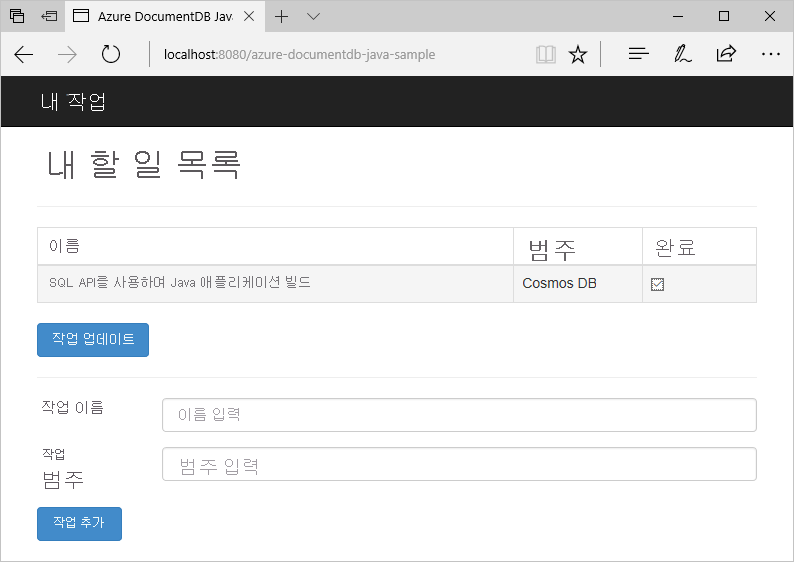 Azure DocumentDB Java
localhost:8080/azure-documentdb-java-sample
내 작업
내 할 일 목록
이름 범주 완료
SQL API를 사용하여 Java 애플리케이션 빌드 Cosmos DB
작업 업데이트
작업 이름 이름 입력
작업
범주 범주 입력
작업 추가